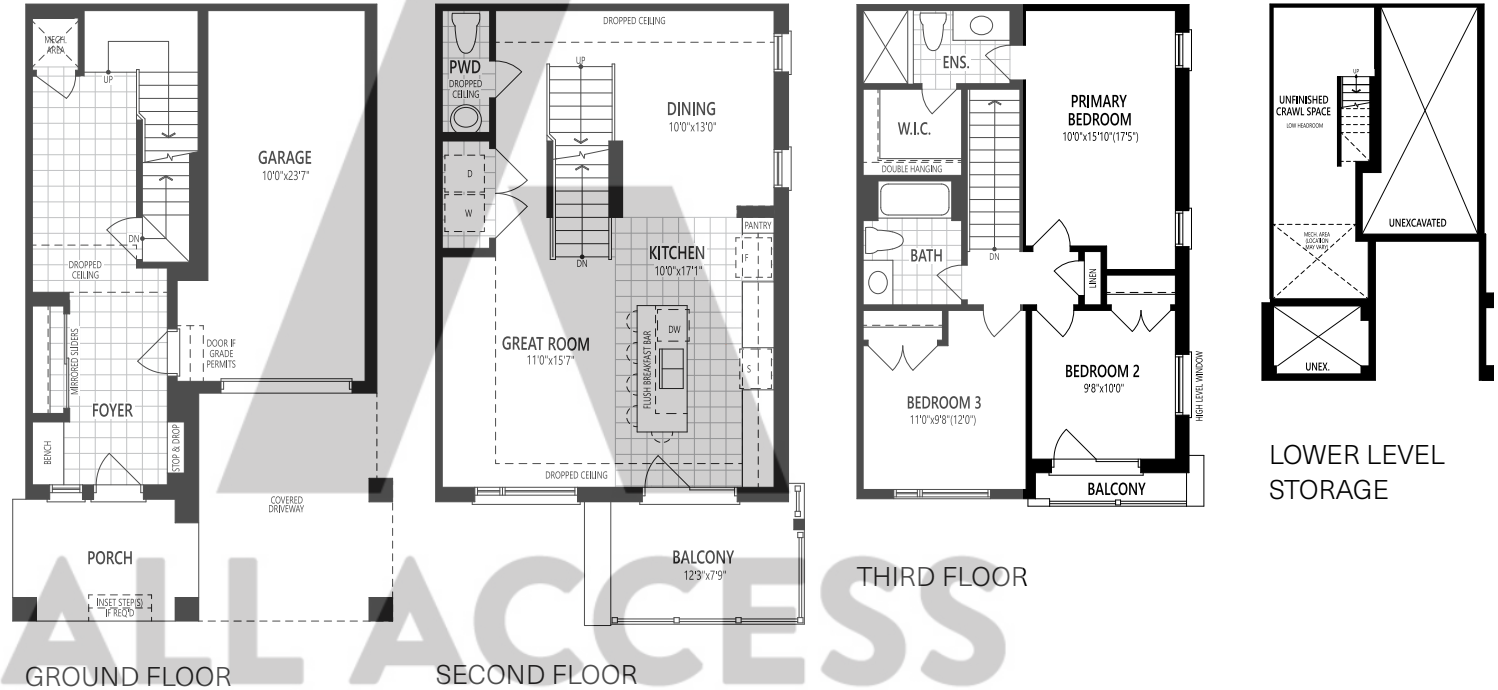 MECH.
AREA
UP
GARAGE
10'0"x23'7"
DN
DROPPED
CEILING
MIRRORED SLIDERS
DOOR IF
GRADE
PERMITS
FOYER
BENCH
STOP & DROP
COVERED
DRIVEWAY
PORCH
INSET STEP(S)
IF REQ'D
GROUND FLOOR
DROPPED CEILING
PWD
DROPPED
CEILING
UP
DINING
10'0"x13'0"
D
W
DN
PANTRY
KITCHEN
10'0"x17'1"
F
GREAT ROOM
11'0"x15'7"
FLUSH BREAKFAST BAR
DW
S
DROPPED CEILING
BALCONY
12'3"x7'9"
SECOND FLOOR
ENS.
PRIMARY
BEDROOM
10'0"x15'10"(17'5")
W.I.C.
DOUBLE HANGING
BATH
DN
LINEN
BEDROOM 2
9'8"x10'0"
HIGH LEVEL WINDOW
BEDROOM 3
11'0"x9'8"(12'0")
BALCONY
THIRD FLOOR
UP
UNFINISHED
CRAWL SPACE
LOW HEADROOM
UNEXCAVATED
MECH. AREA
(LOCATION
MAY VARY)
UNEX.
LOWER LEVEL
STORAGE
ALL ACCESS